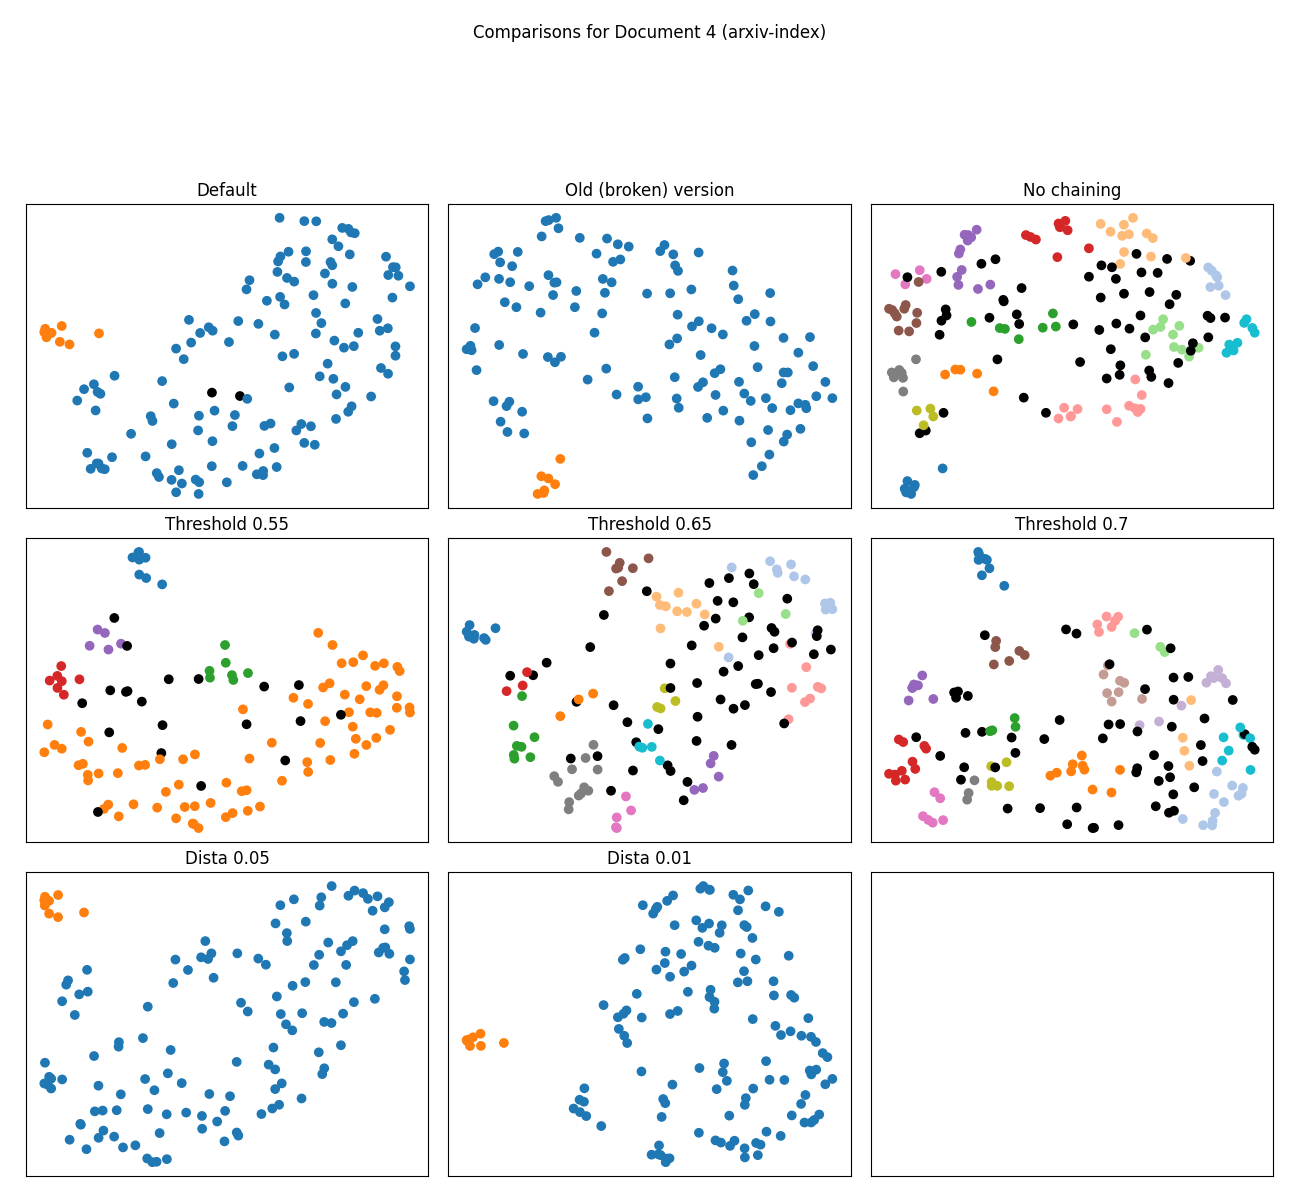 Comparisons for Document 4 (arxiv-index)
Default
Old (broken) version
No chaining
Threshold 0.55
Threshold 0.65
Threshold 0.7
Dista 0.05
Dista 0.01